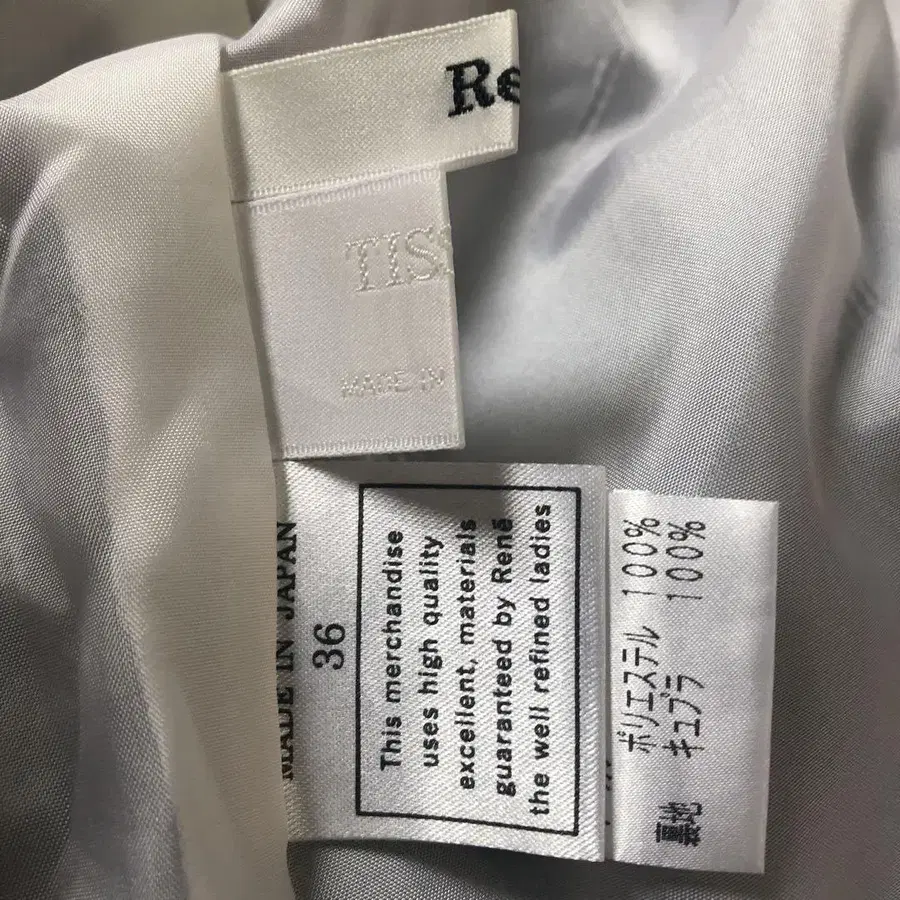 Re
TIS
MADE IN
MADE IN JAPAN
36
This merchandise
uses high quality
excellent, materials
guaranteed by René
the well refined ladies
ポリエステル 100%
裏地 キュプラ 100%